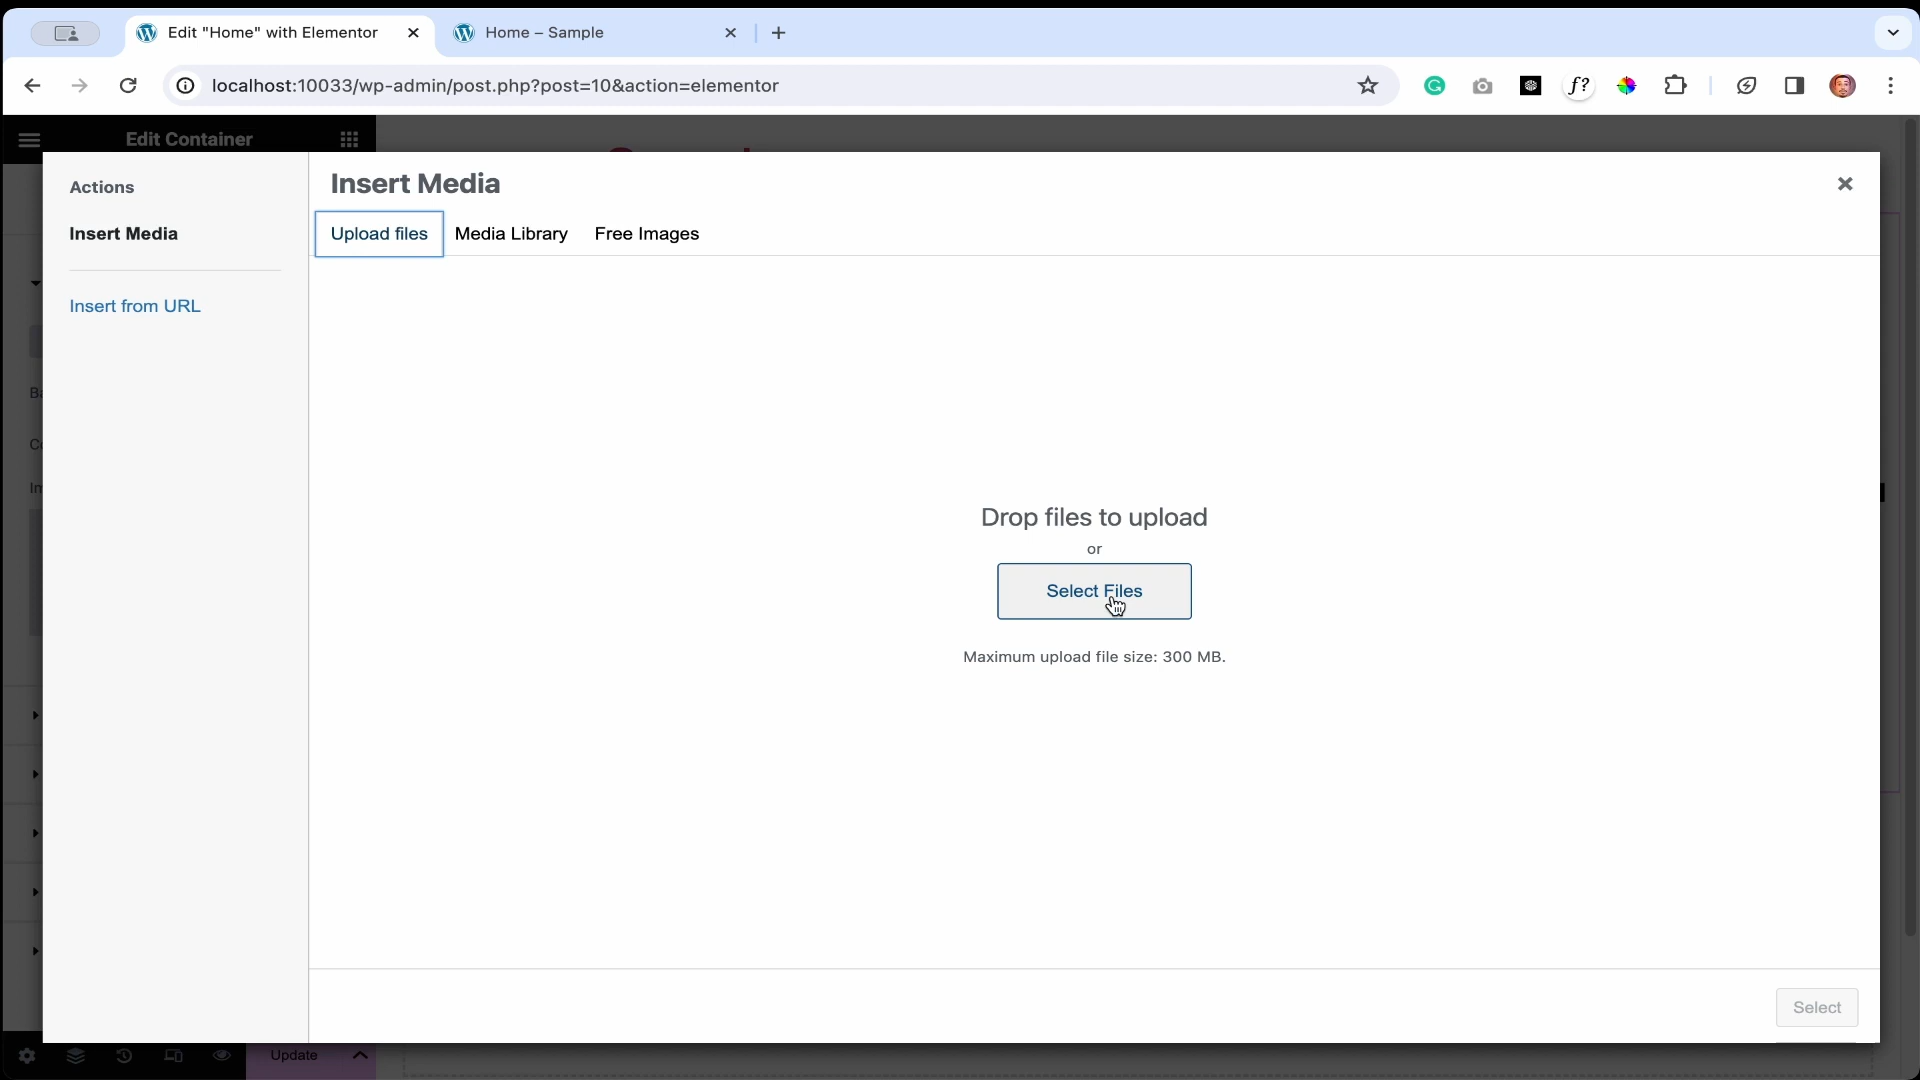 Edit "Home" with Elementor
Home – Sample
localhost:10033/wp-admin/post.php?post=10&action=elementor
f?
Edit Container
Actions
Insert Media
Insert Media
Upload files
Media Library
Free Images
Insert from URL
Drop files to upload
or
Select Files
Maximum upload file size: 300 MB.
Select
Update